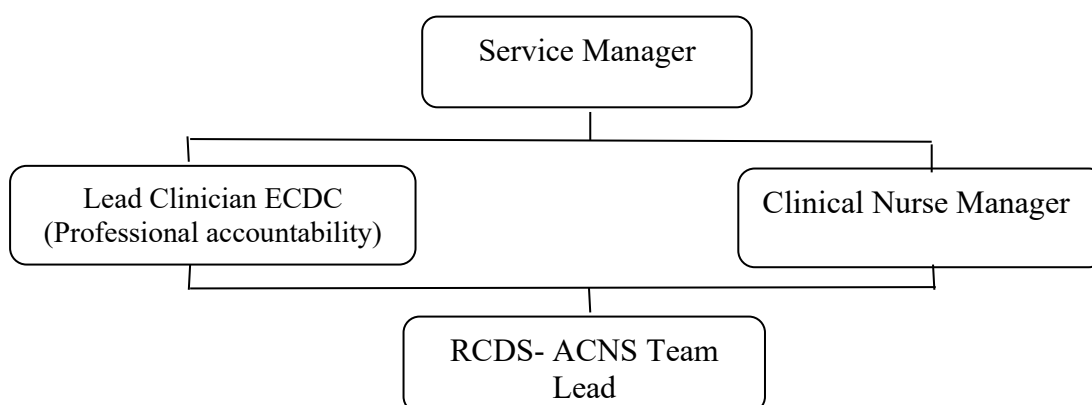 Service Manager
Lead Clinician ECDC
(Professional accountability)
Clinical Nurse Manager
RCDS- ACNS Team
Lead